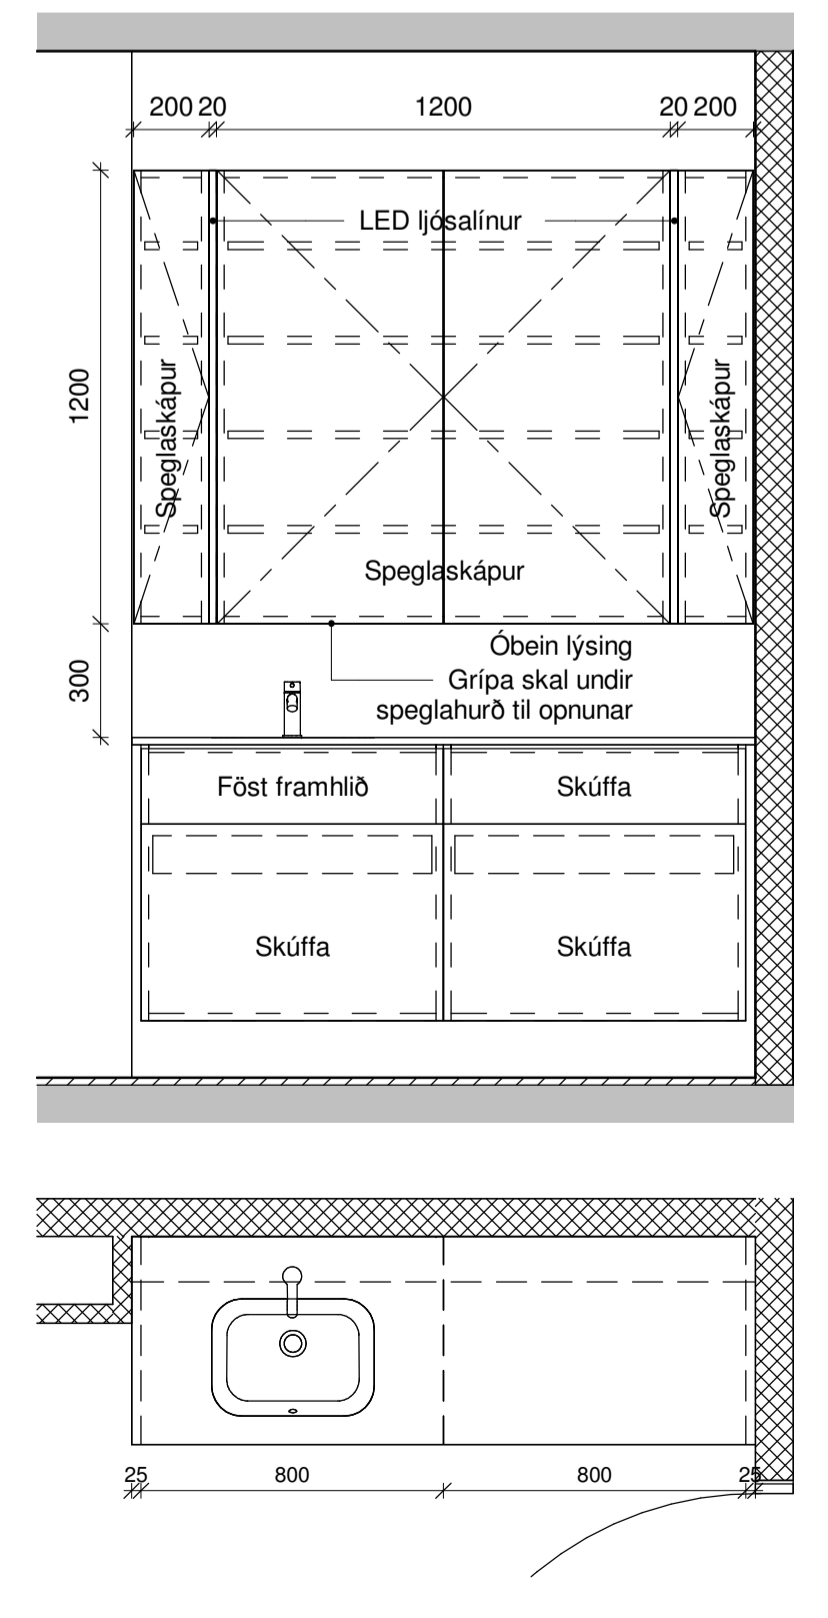 200 20 1200 20 200
LED ljósalínur
1200
Speglaskápur
Speglaskápur
Speglaskápur
Óbein lýsing
300
Grípa skal undir
speglahurð til opnunar
Föst framhlið Skúffa
Skúffa Skúffa
25 800 800 25